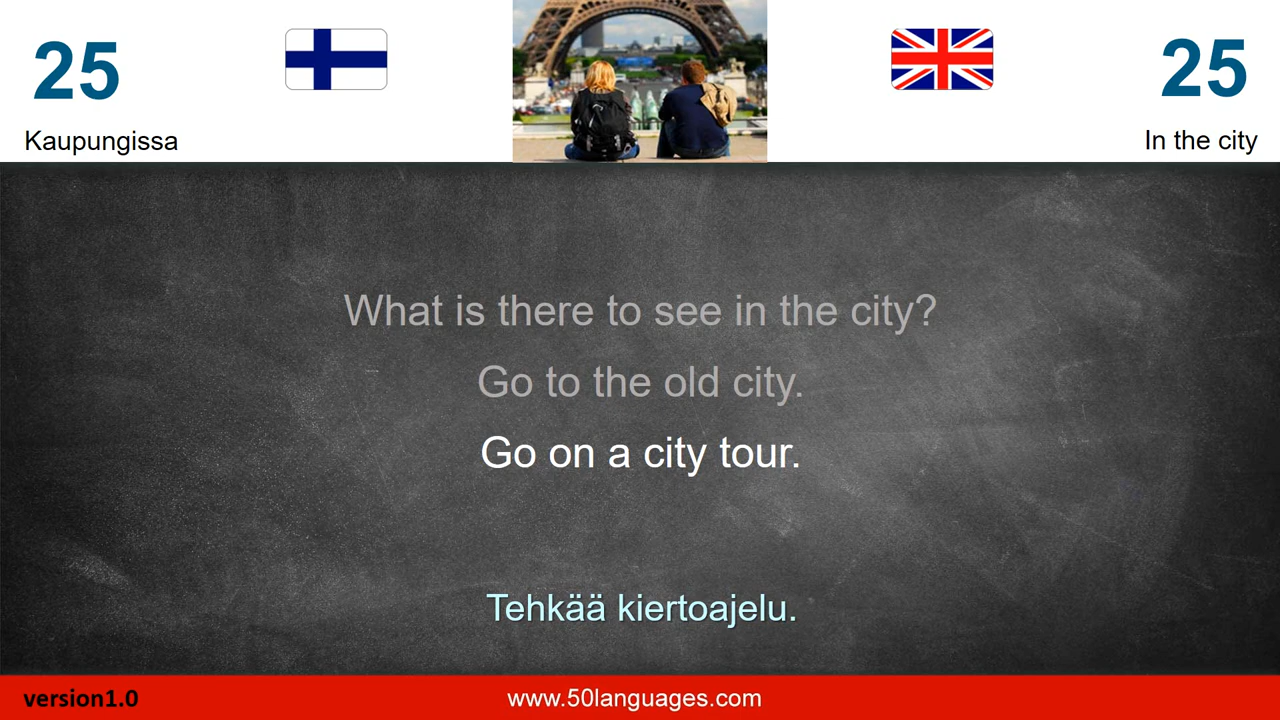 25
25
Kaupungissa
In the city
What is there to see in the city?
Go to the old city.
Go on a city tour.
Tehkää kiertoajelu.
version1.0
www.50languages.com